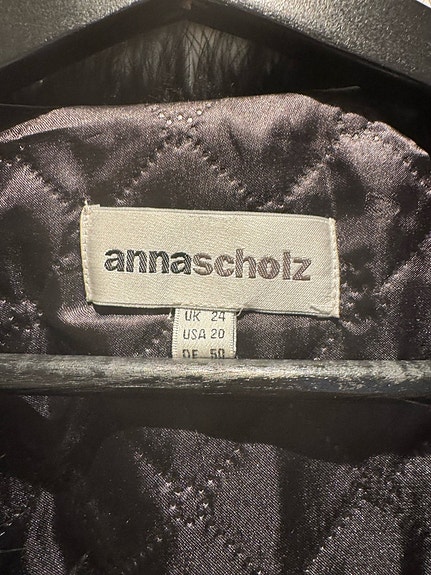 annascholz
UK 24
USA 20
DE 50